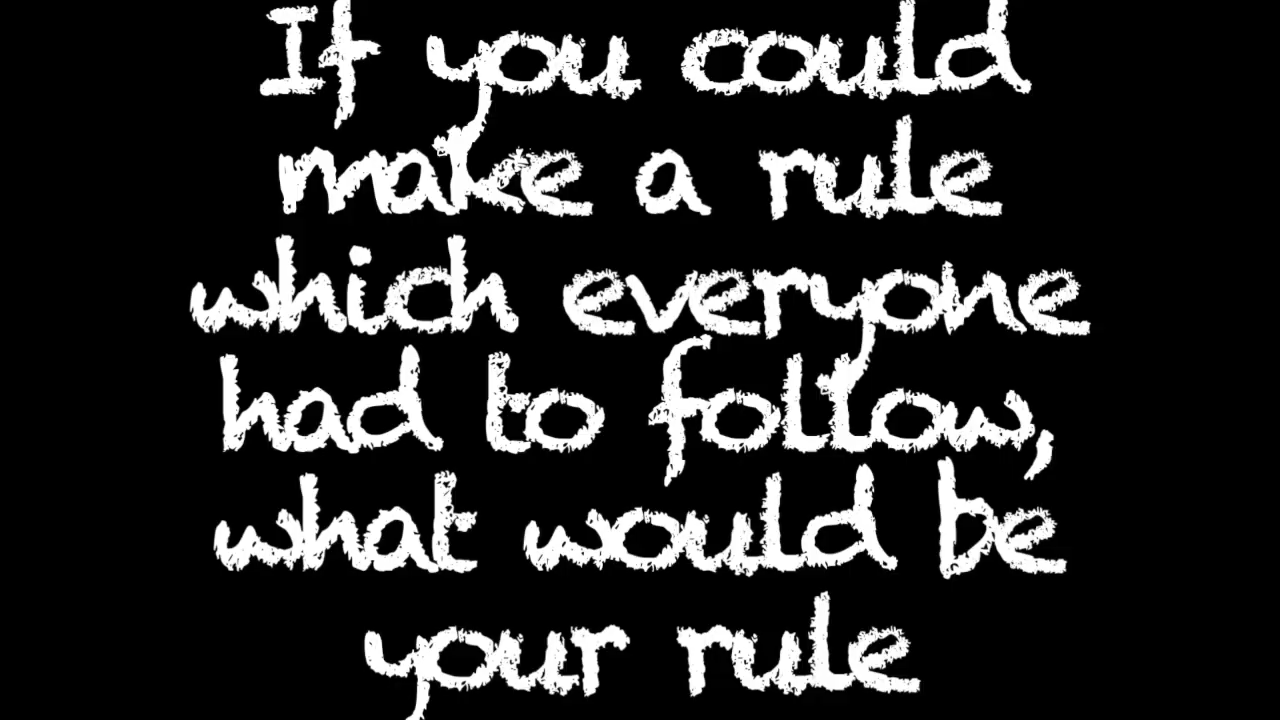 If you could
make a rule
which everyone
had to follow,
what would be
your rule